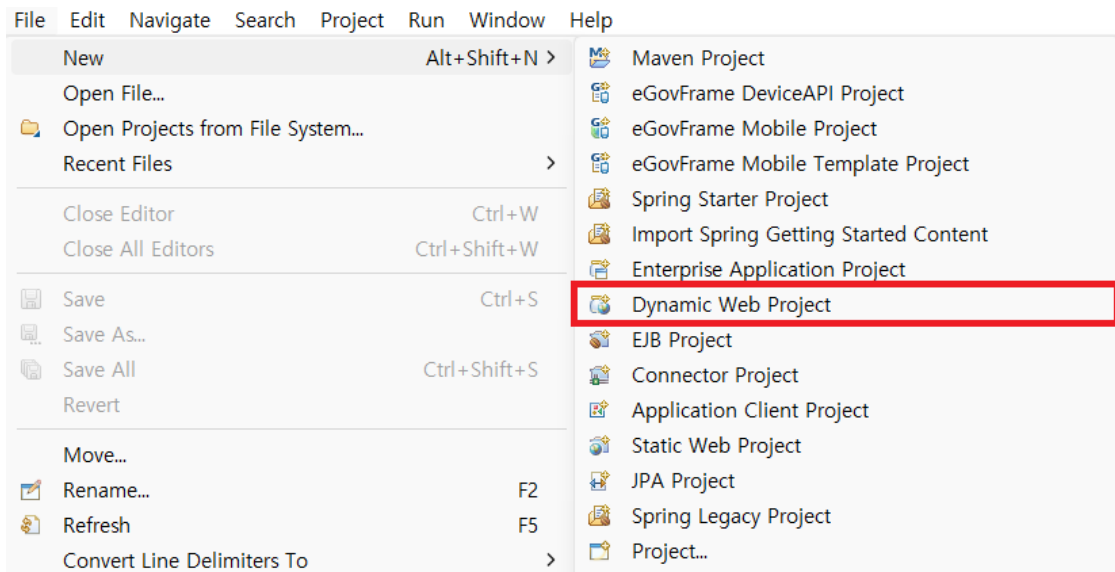 File Edit Navigate Search Project Run Window Help
New Alt+Shift+N >
Open File...
Open Projects from File System...
Recent Files >
Close Editor Ctrl+W
Close All Editors Ctrl+Shift+W
Save Ctrl+S
Save As...
Save All Ctrl+Shift+S
Revert
Move...
Rename... F2
Refresh F5
Convert Line Delimiters To >
Maven Project
eGovFrame DeviceAPI Project
eGovFrame Mobile Project
eGovFrame Mobile Template Project
Spring Starter Project
Import Spring Getting Started Content
Enterprise Application Project
Dynamic Web Project
EJB Project
Connector Project
Application Client Project
Static Web Project
JPA Project
Spring Legacy Project
Project...